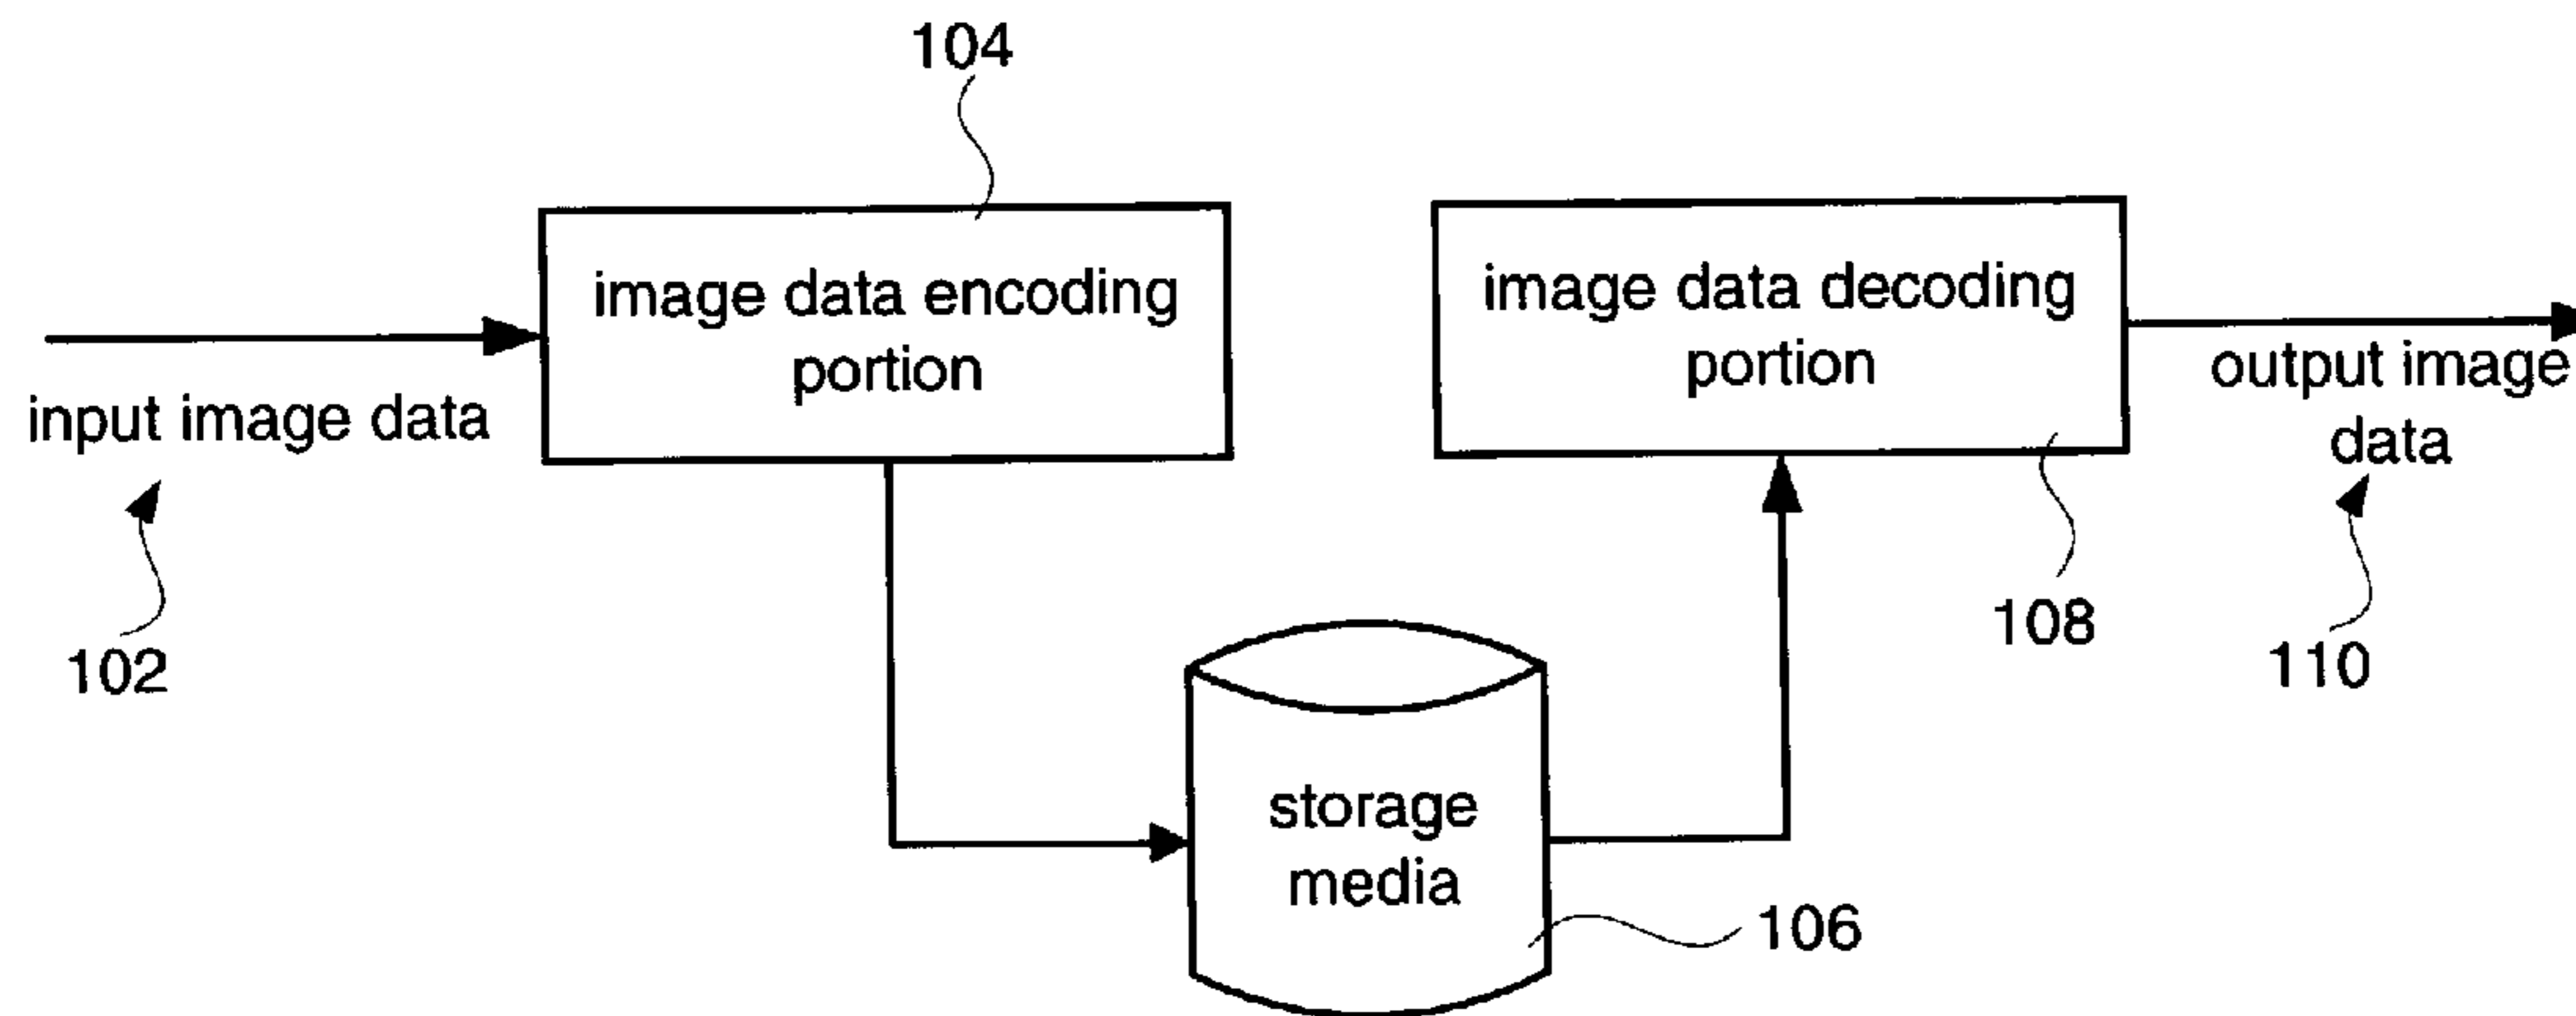 104
image data encoding
portion
image data decoding
portion
input image data
output image
data
102
108
110
storage
media
106